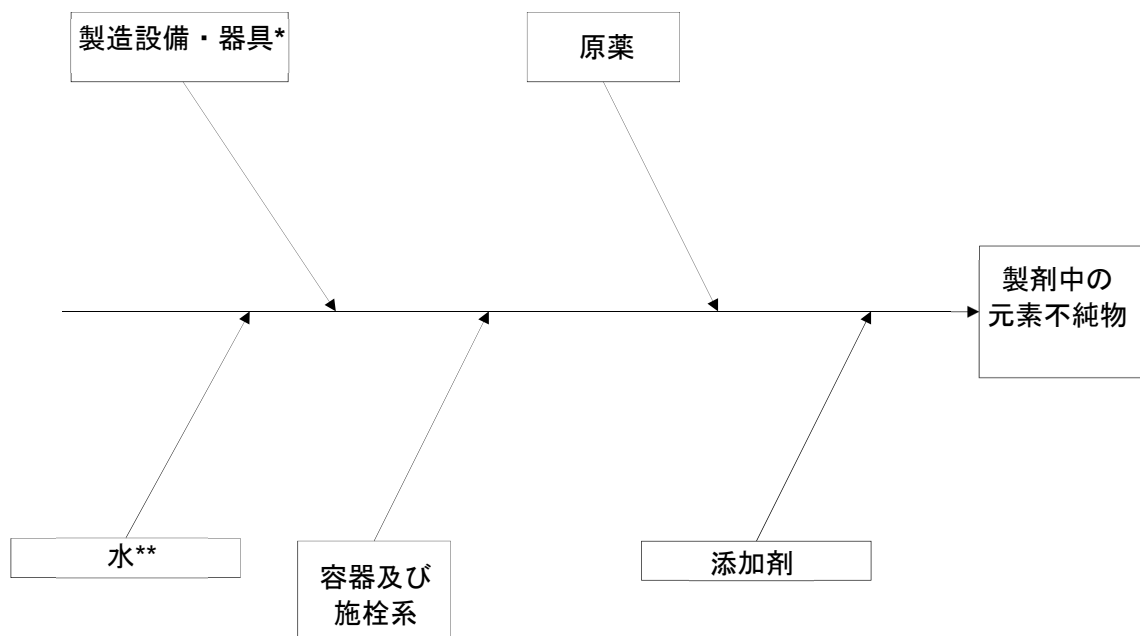 製造設備・器具*
原薬
製剤中の
元素不純物
水**
容器及び
施栓系
添加剤